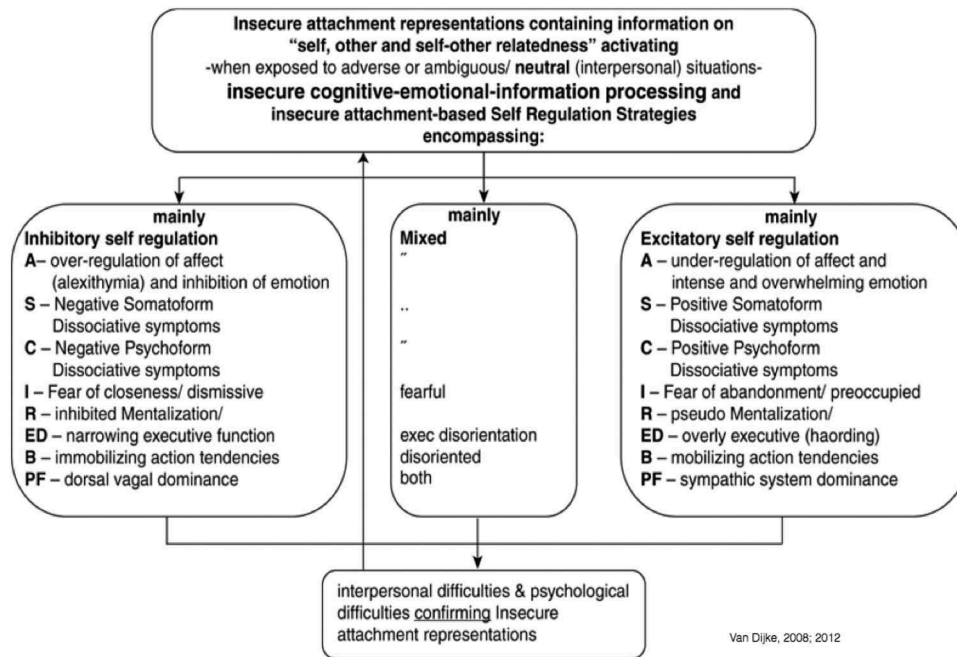 Insecure attachment representations containing information on
"self, other and self-other relatedness" activating
-when exposed to adverse or ambiguous/ neutral (interpersonal) situations-
insecure cognitive-emotional-information processing and
insecure attachment-based Self Regulation Strategies
encompassing:
mainly
Inhibitory self regulation
A– over-regulation of affect
(alexithymia) and inhibition of emotion
S – Negative Somatoform
Dissociative symptoms
C – Negative Psychoform
Dissociative symptoms
I – Fear of closeness/ dismissive
R – inhibited Mentalization/
ED – narrowing executive function
B – immobilizing action tendencies
PF – dorsal vagal dominance
mainly
Mixed
"
..
"
fearful
exec disorientation
disoriented
both
mainly
Excitatory self regulation
A – under-regulation of affect and
intense and overwhelming emotion
S – Positive Somatoform
Dissociative symptoms
C – Positive Psychoform
Dissociative symptoms
I – Fear of abandonment/ preoccupied
R – pseudo Mentalization/
ED – overly executive (haording)
B – mobilizing action tendencies
PF – sympathic system dominance
interpersonal difficulties & psychological
difficulties confirming Insecure
attachment representations
Van Dijke, 2008; 2012